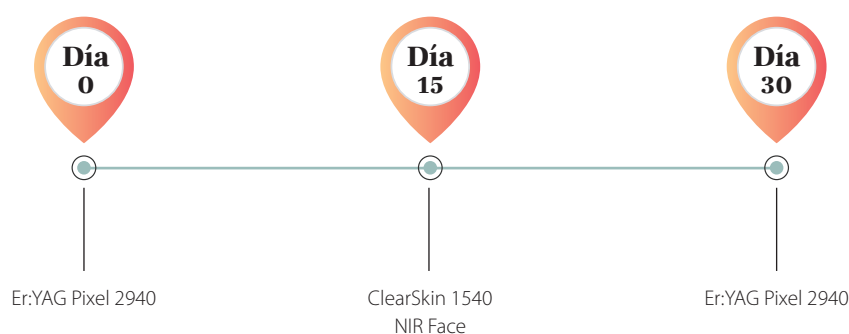 Día
0
Día
15
Día
30
Er:YAG Pixel 2940
ClearSkin 1540
NIR Face
Er:YAG Pixel 2940